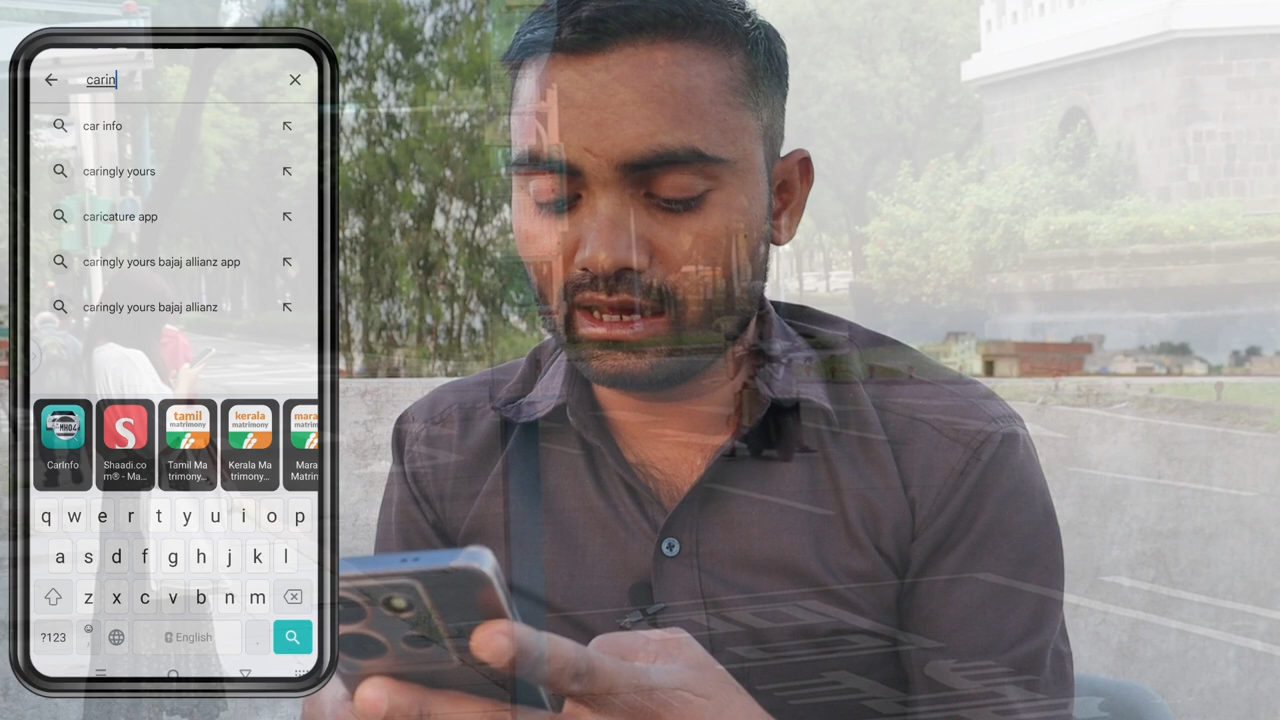 carin
car info
caringly yours
caricature app
caringly yours bajaj allianz app
caringly yours bajaj allianz
MH04
S
tamil
matrimony
kerala
matrimony
mara
matrim
CarInfo
Shaadi.co
m® - Ma...
Tamil Ma
trimony...
Kerala Ma
trimony...
Mara
Matrin
q w e r t y u i o p
a s d f g h j k l
z x c v b n m
?123 , English .